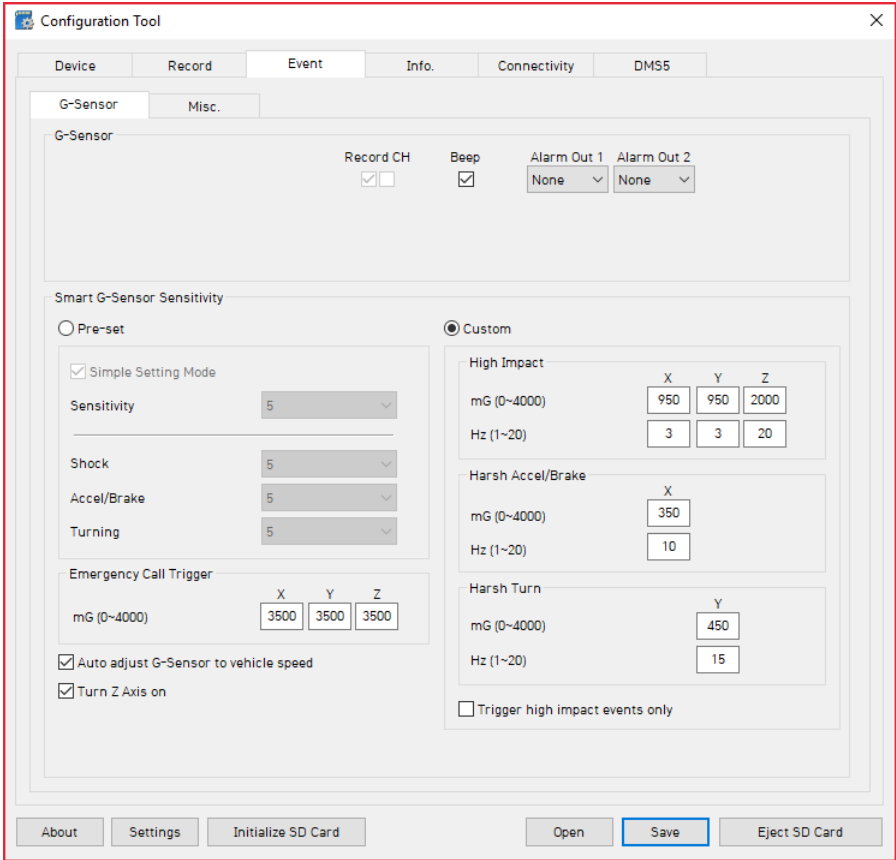 Configuration Tool
Device Record Event Info. Connectivity DMS5
G-Sensor Misc.
G-Sensor
Record CH Beep Alarm Out 1 Alarm Out 2
None None
Smart G-Sensor Sensitivity
Pre-set
Simple Setting Mode
Sensitivity 5
Shock 5
Accel/Brake 5
Turning 5
Emergency Call Trigger
X Y Z
mG (0~4000) 3500 3500 3500
Auto adjust G-Sensor to vehicle speed
Turn Z Axis on
Custom
High Impact
X Y Z
mG (0~4000) 950 950 2000
Hz (1~20) 3 3 20
Harsh Accel/Brake
X
mG (0~4000) 350
Hz (1~20) 10
Harsh Turn
Y
mG (0~4000) 450
Hz (1~20) 15
Trigger high impact events only
About Settings Initialize SD Card Open Save Eject SD Card